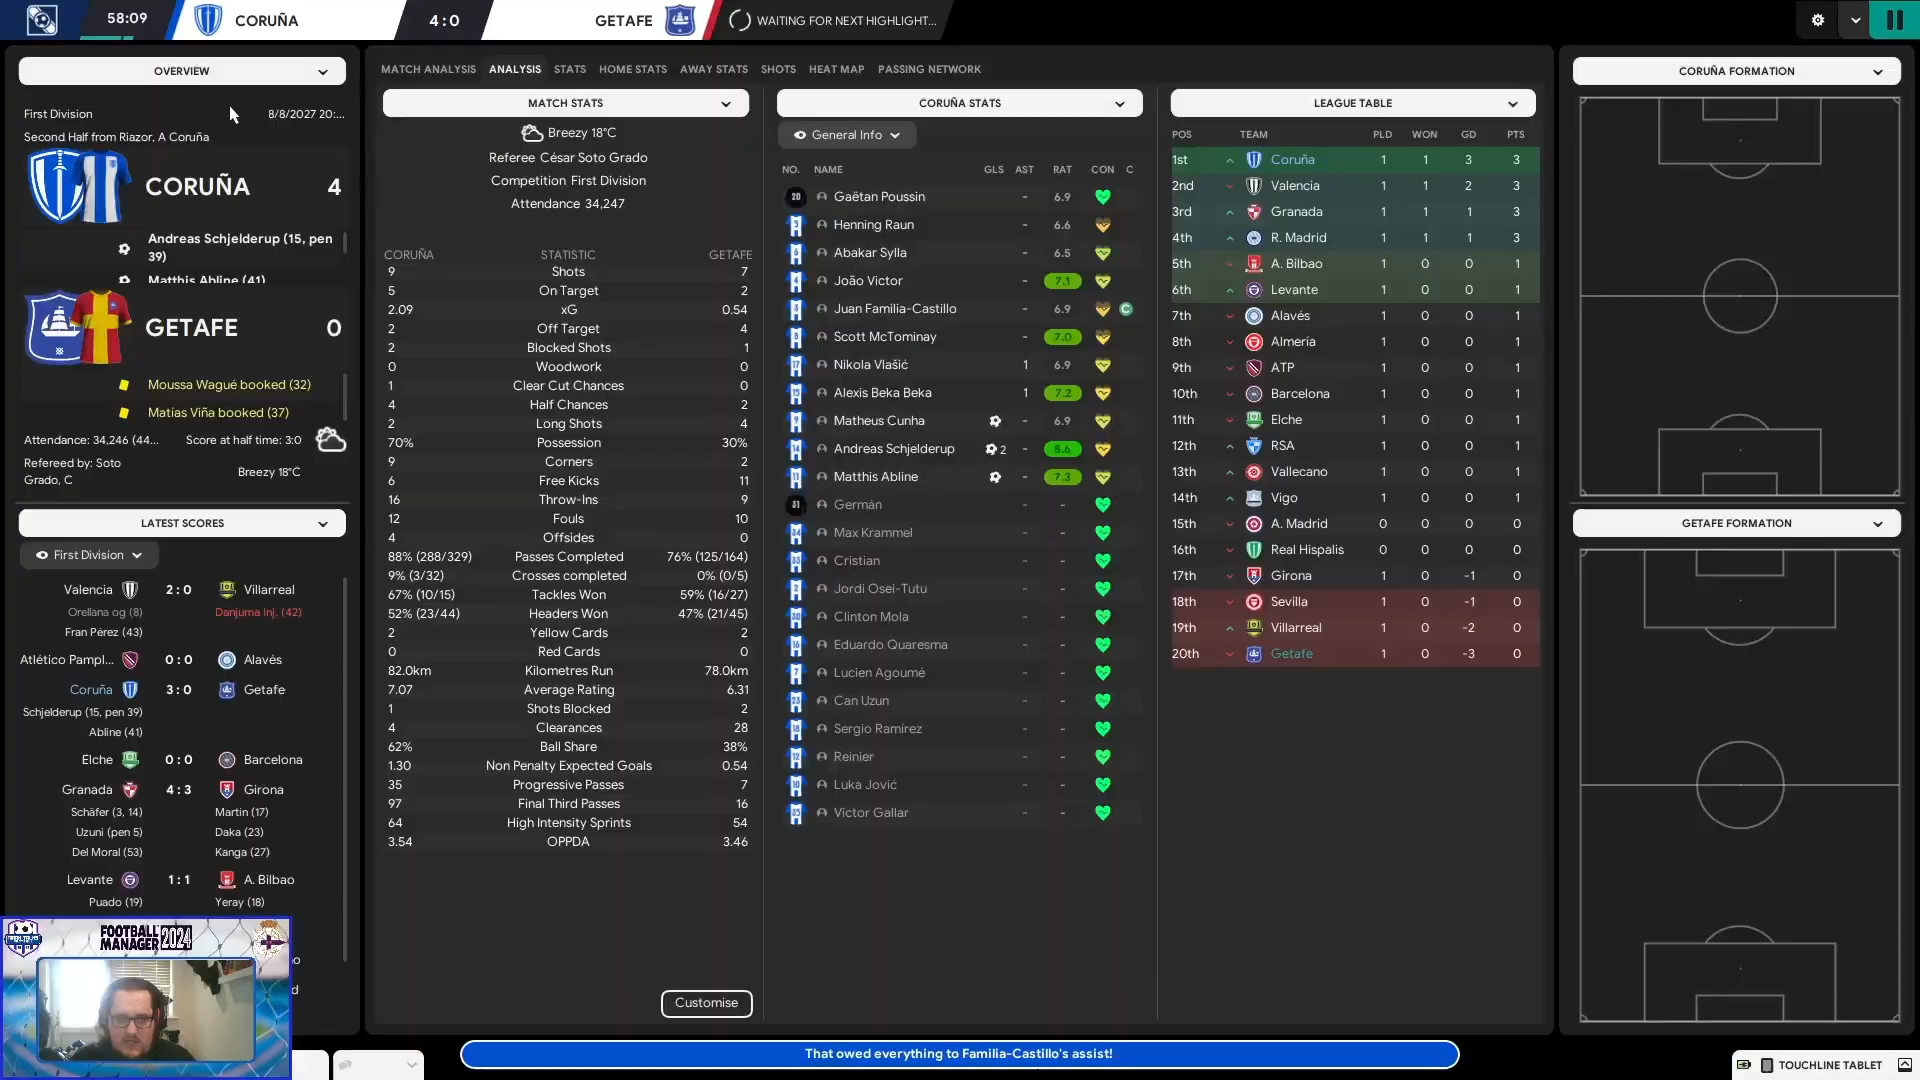 58:09
CORUÑA
4 : 0
GETAFE
WAITING FOR NEXT HIGHLIGHT...
OVERVIEW
First Division
8/8/2027 20:...
Second Half from Riazor, A Coruña
CORUÑA
4
Andreas Schjelderup (15, pen
39)
Matthis Abline (41)
GETAFE
0
Moussa Wagué booked (32)
Matías Viña booked (37)
Attendance: 34,246 (44...
Score at half time: 3:0
Refereed by: Soto
Grado, C
Breezy 18°C
LATEST SCORES
First Division
Valencia 2 : 0 Villarreal
Orellana og (8) Danjuma Inj. (42)
Fran Pérez (43)
Atlético Pampl... 0 : 0 Alavés
Coruña 3 : 0 Getafe
Schjelderup (15, pen 39)
Abline (41)
Elche 0 : 0 Barcelona
Granada 4 : 3 Girona
Schäfer (3, 14) Martin (17)
Uzuni (pen 5) Daka (23)
Del Moral (53) Kanga (27)
Levante 1 : 1 A. Bilbao
Puado (19) Yeray (18)
FOOTBALL
MANAGER 2024
MATCH ANALYSIS ANALYSIS STATS HOME STATS AWAY STATS SHOTS HEAT MAP PASSING NETWORK
MATCH STATS
Breezy 18°C
Referee César Soto Grado
Competition First Division
Attendance 34,247
CORUÑA STATISTIC GETAFE
9 Shots 7
5 On Target 2
2.09 xG 0.54
2 Off Target 4
2 Blocked Shots 1
0 Woodwork 0
1 Clear Cut Chances 0
4 Half Chances 2
2 Long Shots 4
70% Possession 30%
9 Corners 2
6 Free Kicks 11
16 Throw-Ins 9
12 Fouls 10
4 Offsides 0
88% (288/329) Passes Completed 76% (125/164)
9% (3/32) Crosses completed 0% (0/5)
67% (10/15) Tackles Won 59% (16/27)
52% (23/44) Headers Won 47% (21/45)
2 Yellow Cards 2
0 Red Cards 0
82.0km Kilometres Run 78.0km
7.07 Average Rating 6.31
1 Shots Blocked 2
4 Clearances 28
62% Ball Share 38%
1.30 Non Penalty Expected Goals 0.54
35 Progressive Passes 7
97 Final Third Passes 16
64 High Intensity Sprints 54
3.54 OPPDA 3.46
Customise
CORUÑA STATS
General Info
NO. NAME GLS AST RAT CON C
20 Gaëtan Poussin - 6.9
Henning Raun - 6.6
Abakar Sylla - 6.5
João Victor - 7.1
Juan Familia-Castillo - 6.9 C
Scott McTominay - 7.0
Nikola Vlašić 1 6.9
Alexis Beka Beka 1 7.2
Matheus Cunha - 6.9
Andreas Schjelderup 2 - 8.6
Matthis Abline - 7.3
31 Germán - -
Max Krammel - -
Cristian - -
Jordi Osei-Tutu - -
Clinton Mola - -
Eduardo Quaresma - -
Lucien Agoumé - -
Can Uzun - -
Sergio Ramírez - -
Reinier - -
Luka Jović - -
Víctor Gallar - -
LEAGUE TABLE
POS TEAM PLD WON GD PTS
1st Coruña 1 1 3 3
2nd Valencia 1 1 2 3
3rd Granada 1 1 1 3
4th R. Madrid 1 1 1 3
5th A. Bilbao 1 0 0 1
6th Levante 1 0 0 1
7th Alavés 1 0 0 1
8th Almería 1 0 0 1
9th ATP 1 0 0 1
10th Barcelona 1 0 0 1
11th Elche 1 0 0 1
12th RSA 1 0 0 1
13th Vallecano 1 0 0 1
14th Vigo 1 0 0 1
15th A. Madrid 0 0 0 0
16th Real Hispalis 0 0 0 0
17th Girona 1 0 -1 0
18th Sevilla 1 0 -1 0
19th Villarreal 1 0 -2 0
20th Getafe 1 0 -3 0
CORUÑA FORMATION
GETAFE FORMATION
That owed everything to Familia-Castillo's assist!
TOUCHLINE TABLET